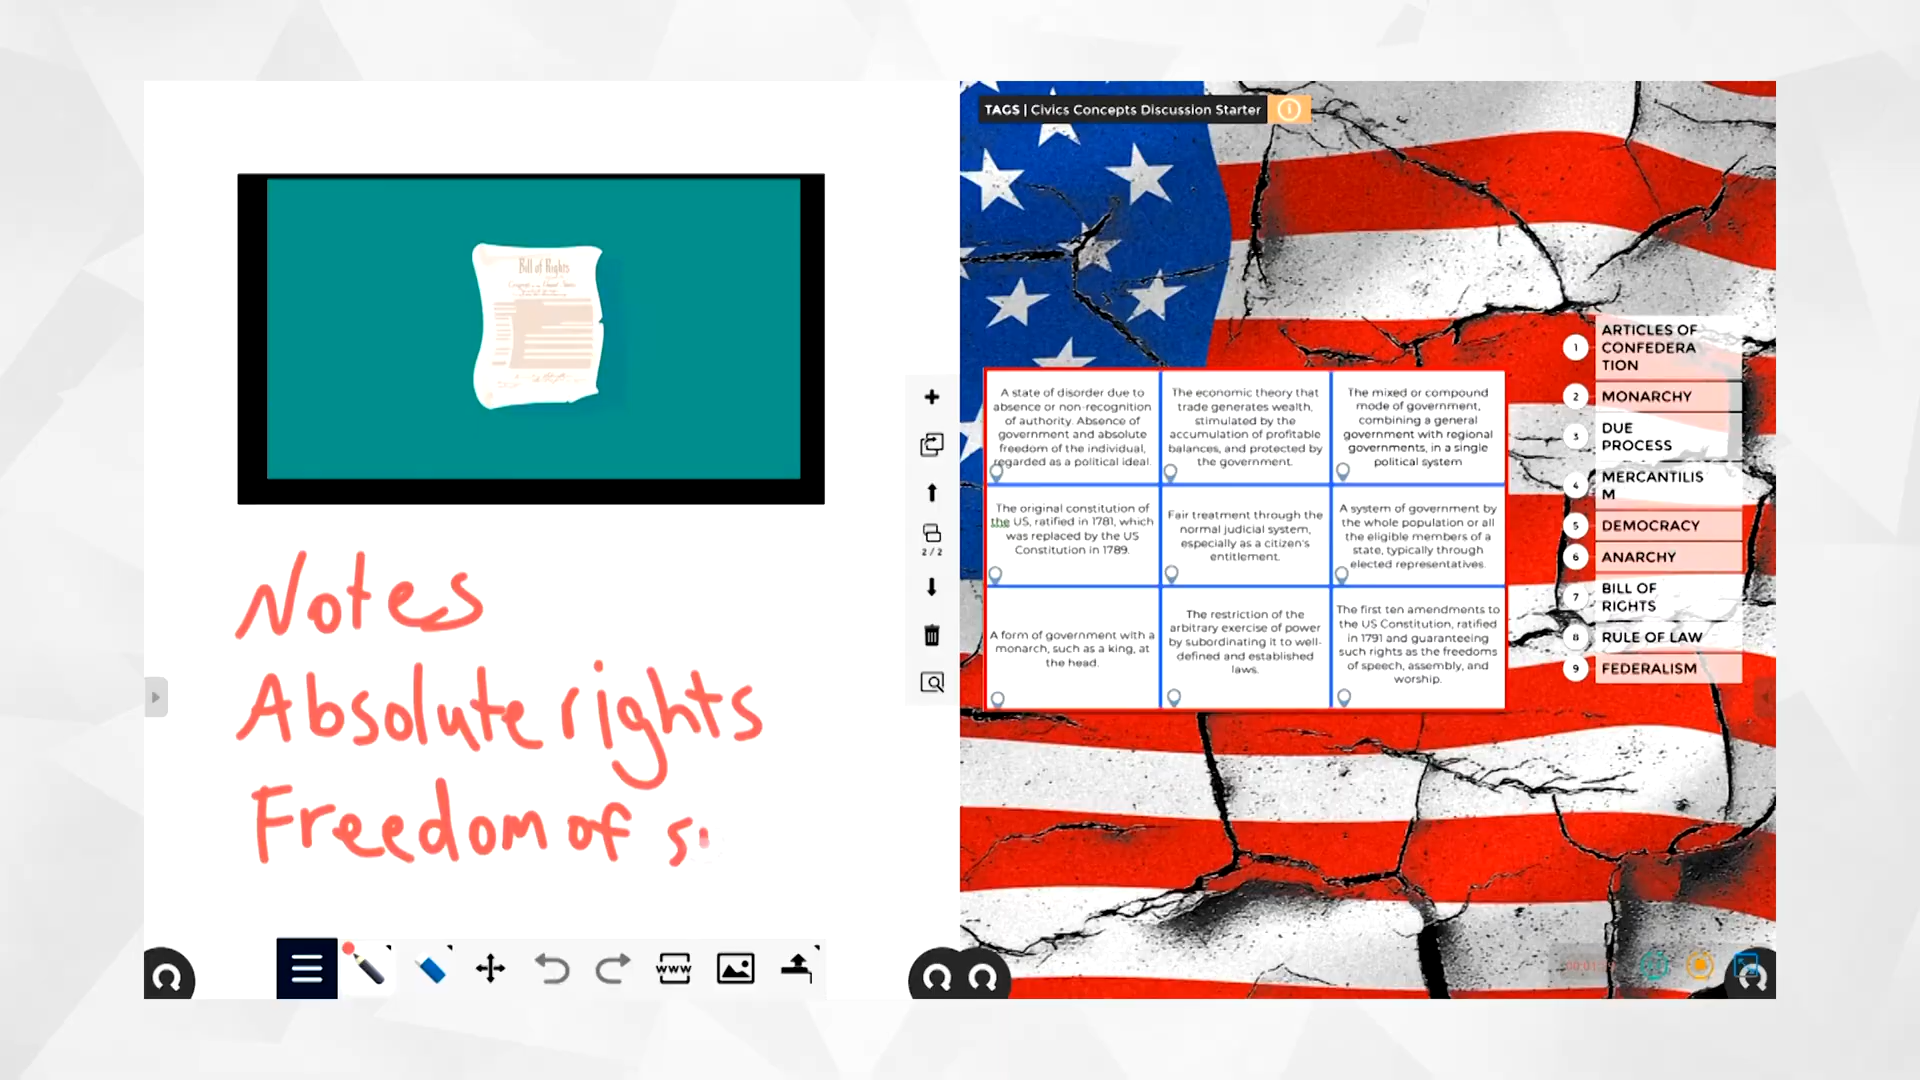 Bill of Rights
Notes
Absolute rights
Freedom of s
2 / 2
TAGS | Civics Concepts Discussion Starter
A state of disorder due to
absence or non-recognition
of authority. Absence of
government and absolute
freedom of the individual,
regarded as a political ideal.
The economic theory that
trade generates wealth,
stimulated by the
accumulation of profitable
balances, and protected by
the government.
The mixed or compound
mode of government,
combining a general
government with regional
governments, in a single
political system
The original constitution of
the US, ratified in 1781, which
was replaced by the US
Constitution in 1789.
Fair treatment through the
normal judicial system,
especially as a citizen's
entitlement.
A system of government by
the whole population or all
the eligible members of a
state, typically through
elected representatives.
A form of government with a
monarch, such as a king, at
the head.
The restriction of the
arbitrary exercise of power
by subordinating it to well-
defined and established
laws.
The first ten amendments to
the US Constitution, ratified
in 1791 and guaranteeing
such rights as the freedoms
of speech, assembly, and
worship.
1 ARTICLES OF
CONFEDERA
TION
2 MONARCHY
3 DUE
PROCESS
4 MERCANTILIS
M
5 DEMOCRACY
6 ANARCHY
7 BILL OF
RIGHTS
8 RULE OF LAW
9 FEDERALISM
www